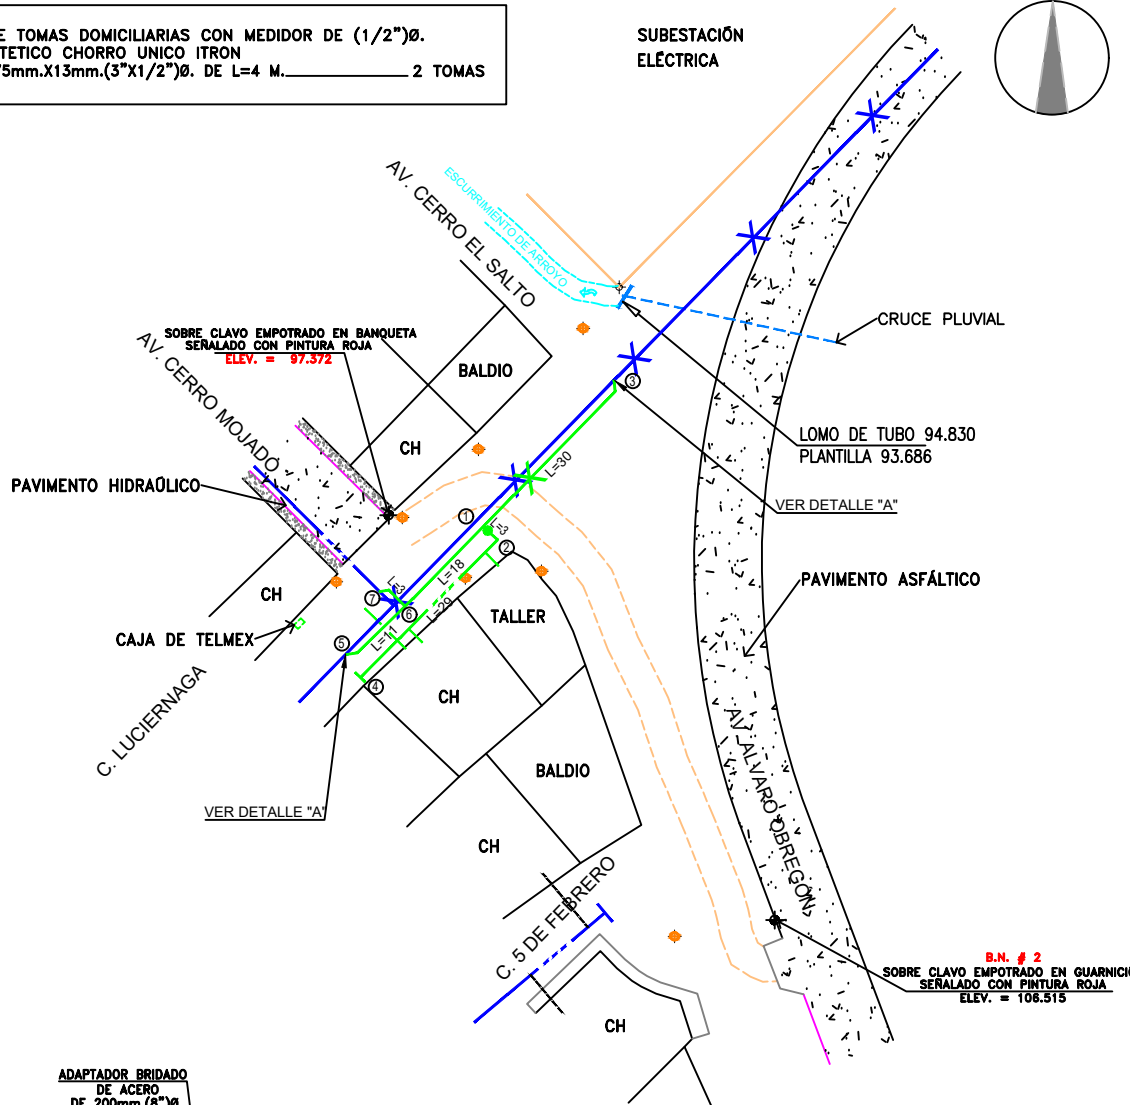 E TOMAS DOMICILIARIAS CON MEDIDOR DE (1/2")Ø.
TETICO CHORRO UNICO ITRON
75mm.X13mm.(3"X1/2")Ø. DE L=4 M. 2 TOMAS
SUBESTACIÓN
ELÉCTRICA
AV. CERRO EL SALTO
ESCURRIMIENTO DE ARROYO
CRUCE PLUVIAL
SOBRE CLAVO EMPOTRADO EN BANQUETA
SEÑALADO CON PINTURA ROJA
ELEV. = 97.372
AV. CERRO MOJADO
BALDIO
3
CH
LOMO DE TUBO 94.830
PLANTILLA 93.686
L=30
PAVIMENTO HIDRAÚLICO
VER DETALLE "A"
1
L=3
2
L=18
PAVIMENTO ASFÁLTICO
L=3
CH
7
6
L=29
TALLER
CAJA DE TELMEX
5
L=11
4
CH
C. LUCIERNAGA
AV. ALVARO OBREGÓN
BALDIO
VER DETALLE "A"
CH
C. 5 DE FEBRERO
B.N. # 2
SOBRE CLAVO EMPOTRADO EN GUARNICIÓ
SEÑALADO CON PINTURA ROJA
ELEV. = 106.515
CH
ADAPTADOR BRIDADO
DE ACERO
DE 200mm.(8")Ø